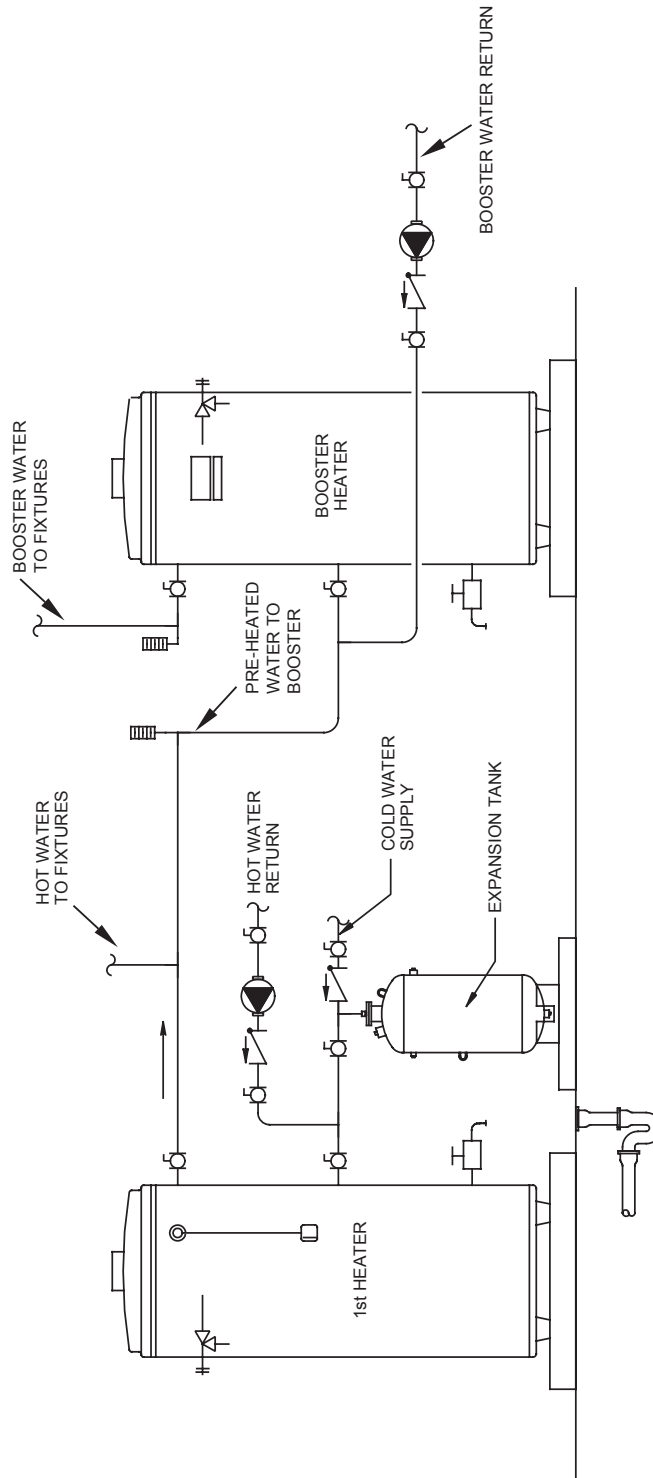 HOT WATER
TO FIXTURES
BOOSTER WATER
TO FIXTURES
PRE-HEATED
WATER TO
BOOSTER
HOT WATER
RETURN
COLD WATER
SUPPLY
1st HEATER
EXPANSION TANK
BOOSTER
HEATER
BOOSTER WATER RETURN